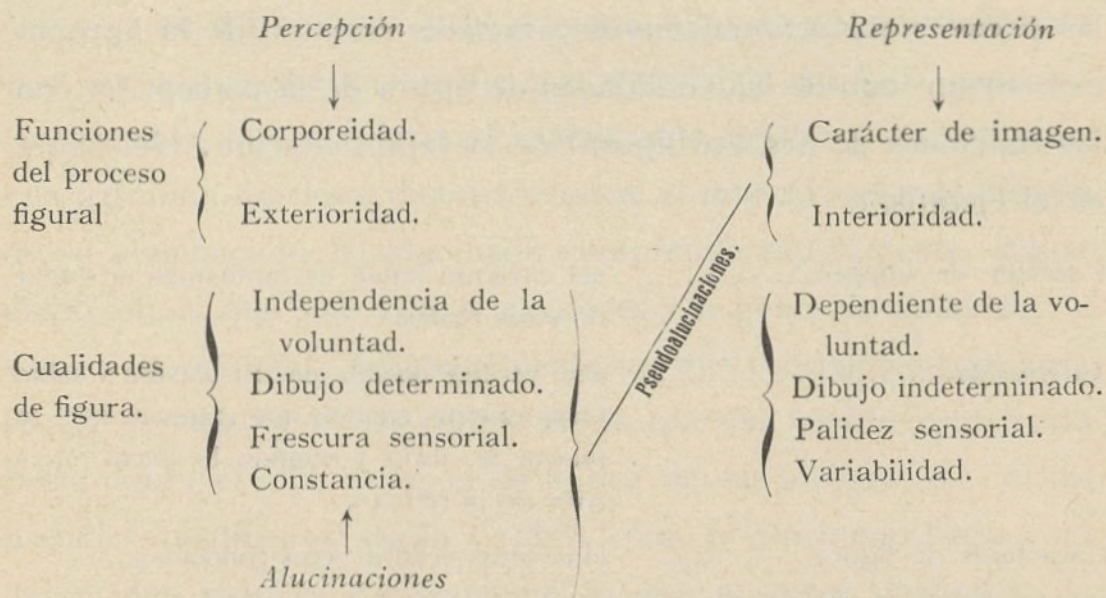 Percepción
Representación
Funciones
del proceso
figural
Corporeidad.
Exterioridad.
Carácter de imagen.
Interioridad.
Cualidades
de figura.
Independencia de la
voluntad.
Dibujo determinado.
Frescura sensorial.
Constancia.
Pseudoalucinaciones.
Dependiente de la vo-
luntad.
Dibujo indeterminado.
Palidez sensorial.
Variabilidad.
Alucinaciones